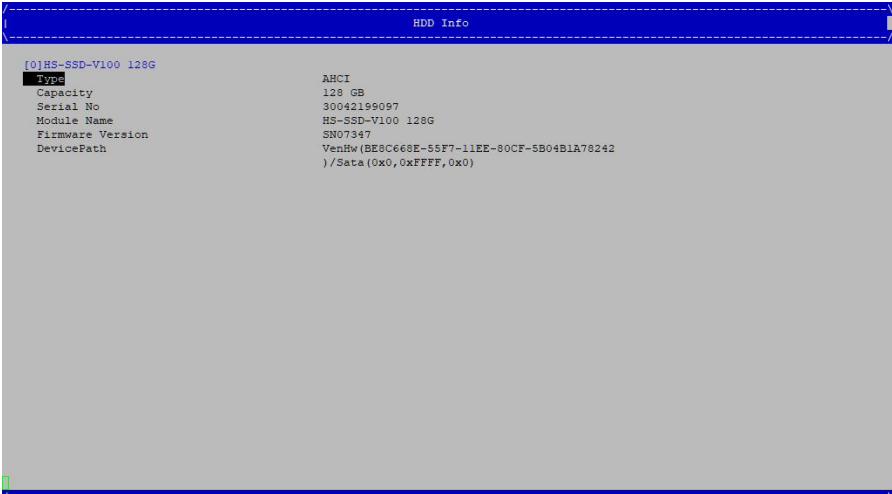 HDD Info
[0]HS-SSD-V100 128G
Type AHCI
Capacity 128 GB
Serial No 30042199097
Module Name HS-SSD-V100 128G
Firmware Version SN07347
DevicePath VenHw(BE8C668E-55F7-11EE-80CF-5B04B1A78242
)/Sata(0x0,0xFFFF,0x0)